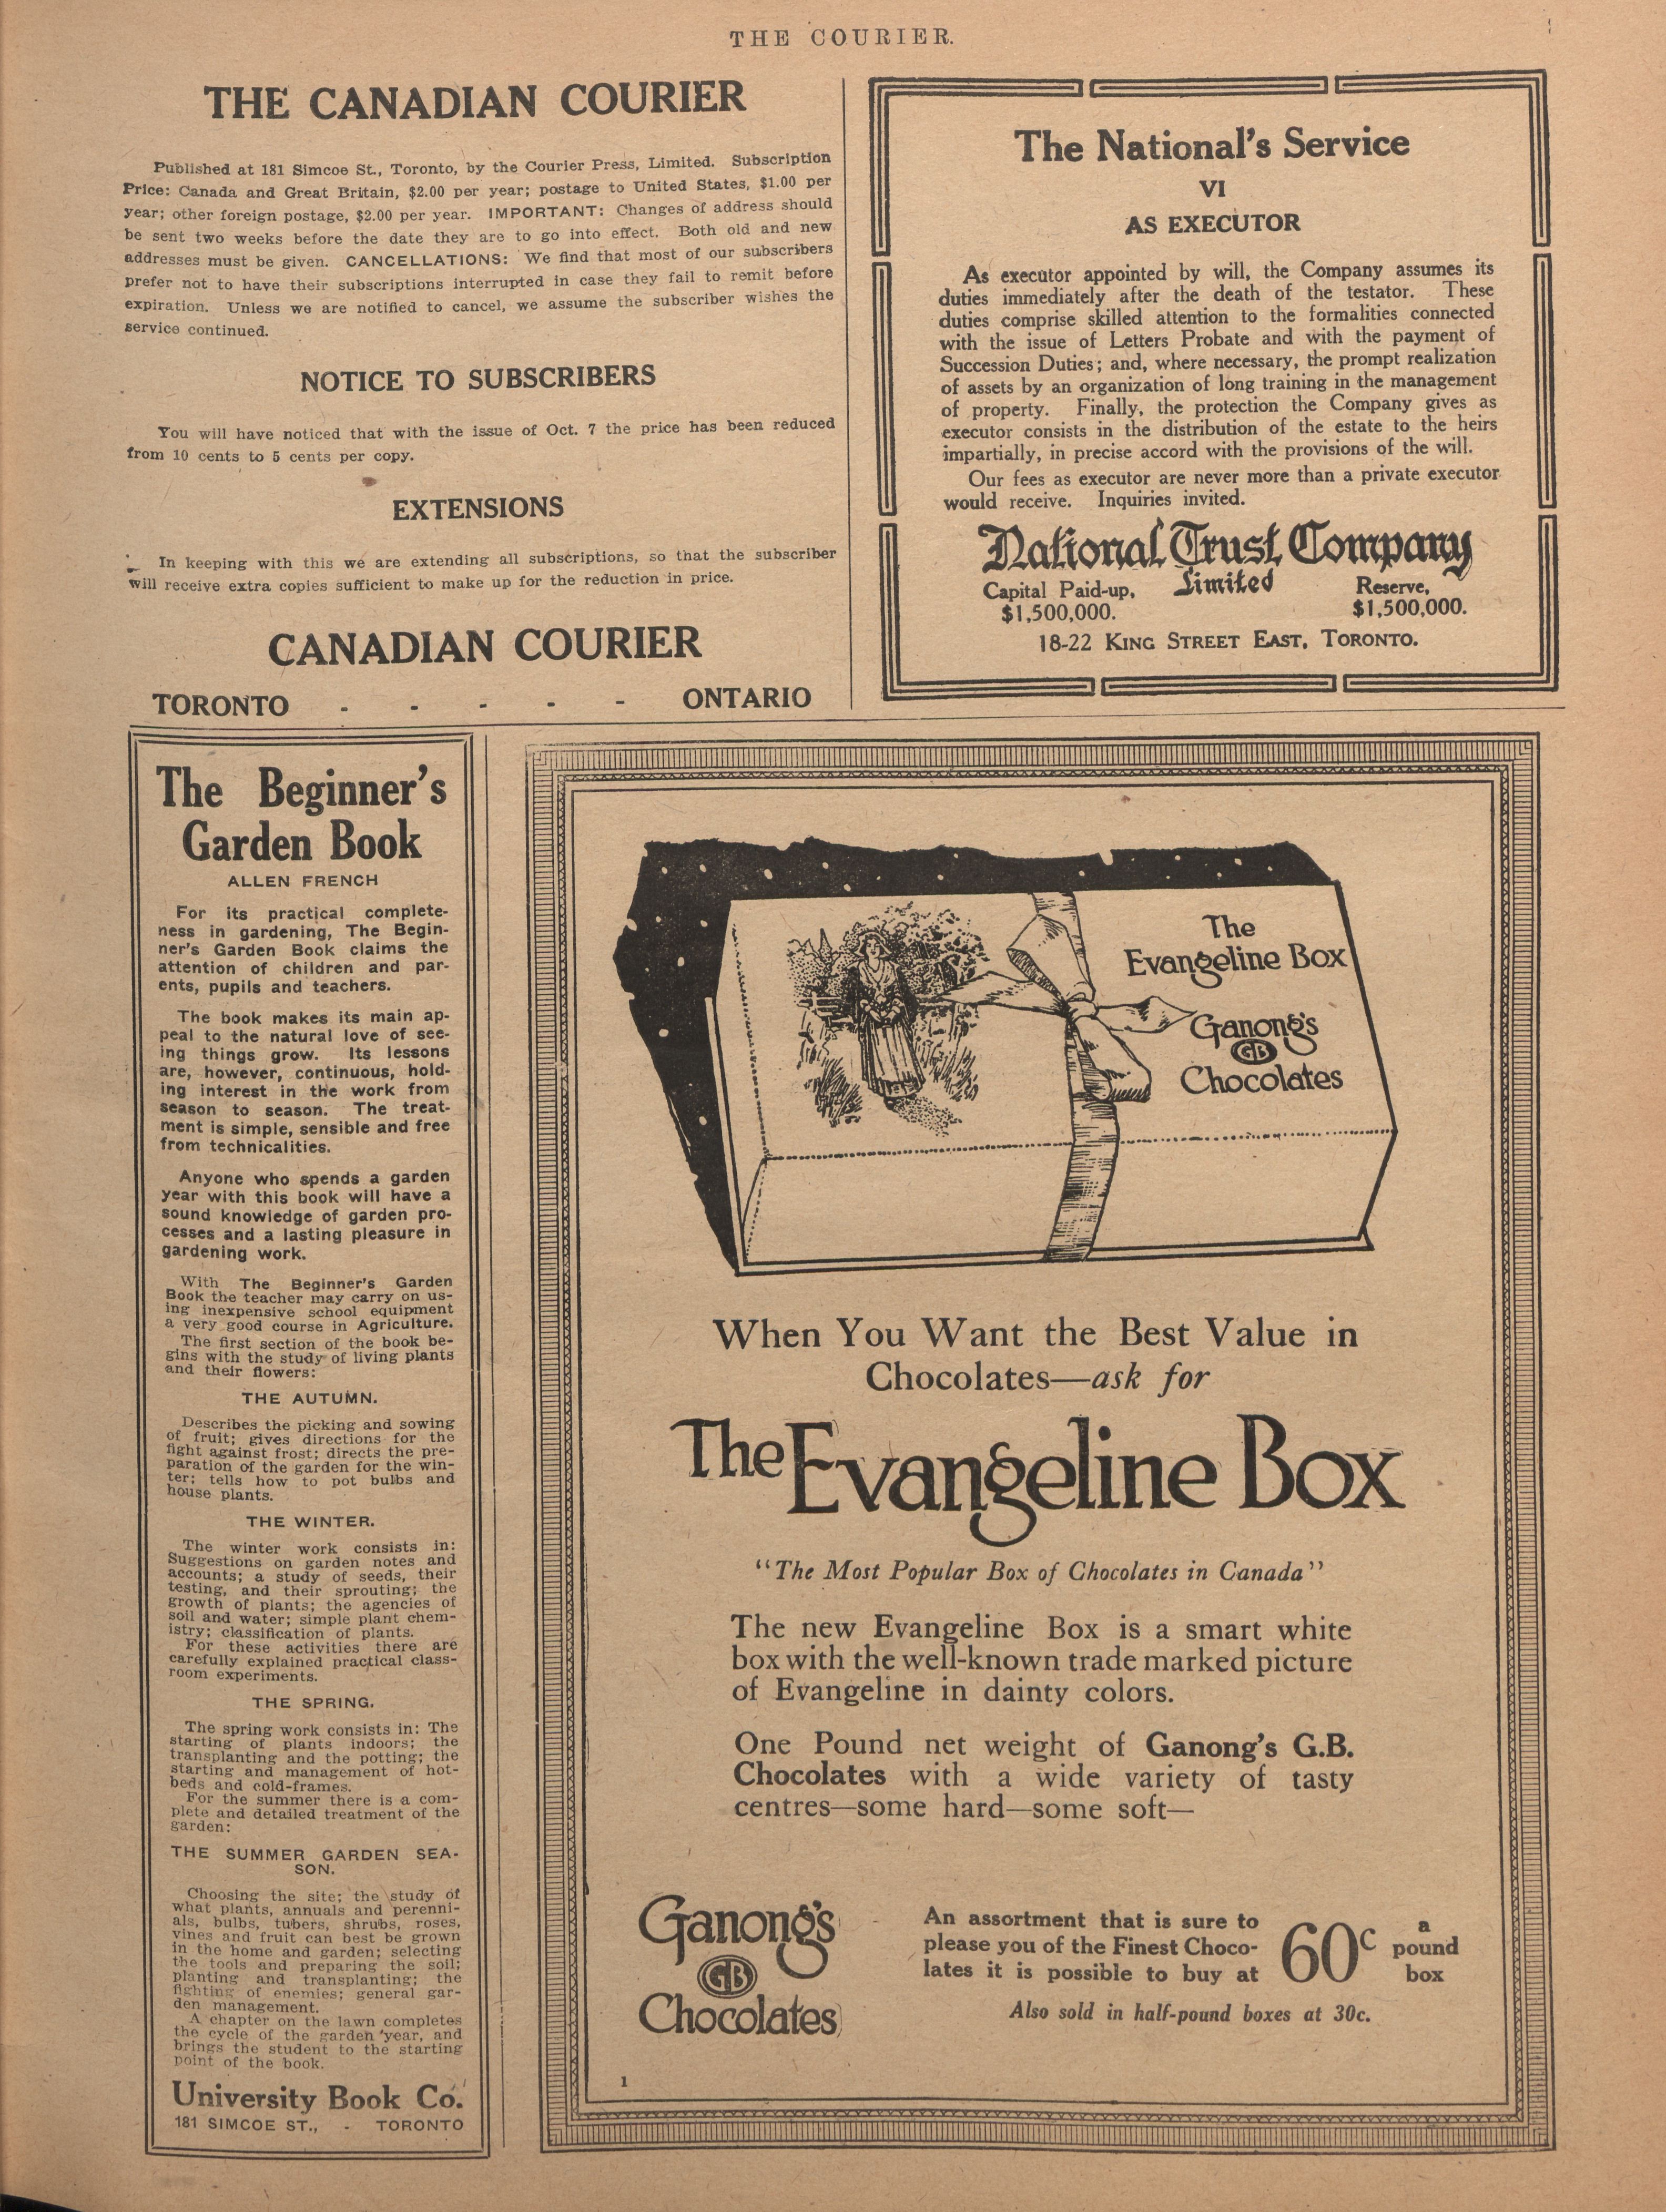 THE COURIER.
THE CANADIAN COURIER
Published at 181 Simcoe St., Toronto, by the Courier Press, Limited. Subscription
Price: Canada and Great Britain, $2.00 per year; postage to United States, $1.00 per
year; other foreign postage, $2.00 per year. IMPORTANT: Changes of address should
be sent two weeks before the date they are to go into effect. Both old and new
addresses must be given. CANCELLATIONS: We find that most of our subscribers
prefer not to have their subscriptions interrupted in case they fail to remit before
expiration. Unless we are notified to cancel, we assume the subscriber wishes the
service continued.
NOTICE TO SUBSCRIBERS
You will have noticed that with the issue of Oct. 7 the price has been reduced
from 10 cents to 5 cents per copy.
EXTENSIONS
In keeping with this we are extending all subscriptions, so that the subscriber
will receive extra copies sufficient to make up for the reduction in price.
CANADIAN COURIER
TORONTO - - - - - ONTARIO
The National's Service
VI
AS EXECUTOR
As executor appointed by will, the Company assumes its
duties immediately after the death of the testator. These
duties comprise skilled attention to the formalities connected
with the issue of Letters Probate and with the payment of
Succession Duties; and, where necessary, the prompt realization
of assets by an organization of long training in the management
of property. Finally, the protection the Company gives as
executor consists in the distribution of the estate to the heirs
impartially, in precise accord with the provisions of the will.
Our fees as executor are never more than a private executor
would receive. Inquiries invited.
National Trust Company
Limited
Capital Paid-up,
$1,500,000.
Reserve,
$1,500,000.
18-22 KING STREET EAST, TORONTO.
The Beginner's
Garden Book
ALLEN FRENCH
For its practical complete-
ness in gardening, The Begin-
ner's Garden Book claims the
attention of children and par-
ents, pupils and teachers.
The book makes its main ap-
peal to the natural love of see-
ing things grow. Its lessons
are, however, continuous, hold-
ing interest in the work from
season to season. The treat-
ment is simple, sensible and free
from technicalities.
Anyone who spends a garden
year with this book will have a
sound knowledge of garden pro-
cesses and a lasting pleasure in
gardening work.
With The Beginner's Garden
Book the teacher may carry on us-
ing inexpensive school equipment
a very good course in Agriculture.
The first section of the book be-
gins with the study of living plants
and their flowers:
THE AUTUMN.
Describes the picking and sowing
of fruit; gives directions for the
fight against frost; directs the pre-
paration of the garden for the win-
ter; tells how to pot bulbs and
house plants.
THE WINTER.
The winter work consists in:
Suggestions on garden notes and
accounts; a study of seeds, their
testing, and their sprouting; the
growth of plants; the agencies of
soil and water; simple plant chem-
istry; classification of plants.
For these activities there are
carefully explained practical class-
room experiments.
THE SPRING.
The spring work consists in: The
starting of plants indoors; the
transplanting and the potting; the
starting and management of hot-
beds and cold-frames.
For the summer there is a com-
plete and detailed treatment of the
garden:
THE SUMMER GARDEN SEA-
SON.
Choosing the site; the study of
what plants, annuals and perenni-
als, bulbs, tubers, shrubs, roses,
vines and fruit can best be grown
in the home and garden; selecting
the tools and preparing the soil;
planting and transplanting; the
fighting of enemies; general gar-
den management.
A chapter on the lawn completes
the cycle of the garden year, and
brings the student to the starting
point of the book.
University Book Co.
181 SIMCOE ST., - TORONTO
The
Evangeline Box
Ganong's
GB
Chocolates
When You Want the Best Value in
Chocolates—ask for
The Evangeline Box
"The Most Popular Box of Chocolates in Canada"
The new Evangeline Box is a smart white
box with the well-known trade marked picture
of Evangeline in dainty colors.
One Pound net weight of Ganong's G.B.
Chocolates with a wide variety of tasty
centres—some hard—some soft—
Ganong's
GB
Chocolates
An assortment that is sure to
please you of the Finest Choco-
lates it is possible to buy at
60c
a
pound
box
Also sold in half-pound boxes at 30c.
1